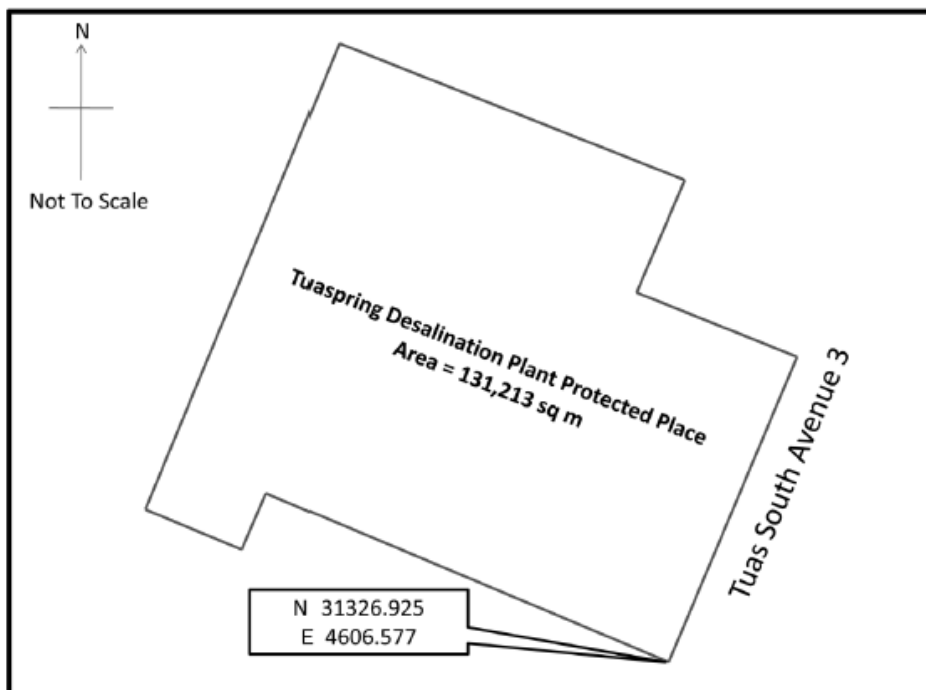 N
Not To Scale
Tuaspring Desalination Plant Protected Place
Area = 131,213 sq m
Tuas South Avenue 3
N 31326.925
E 4606.577